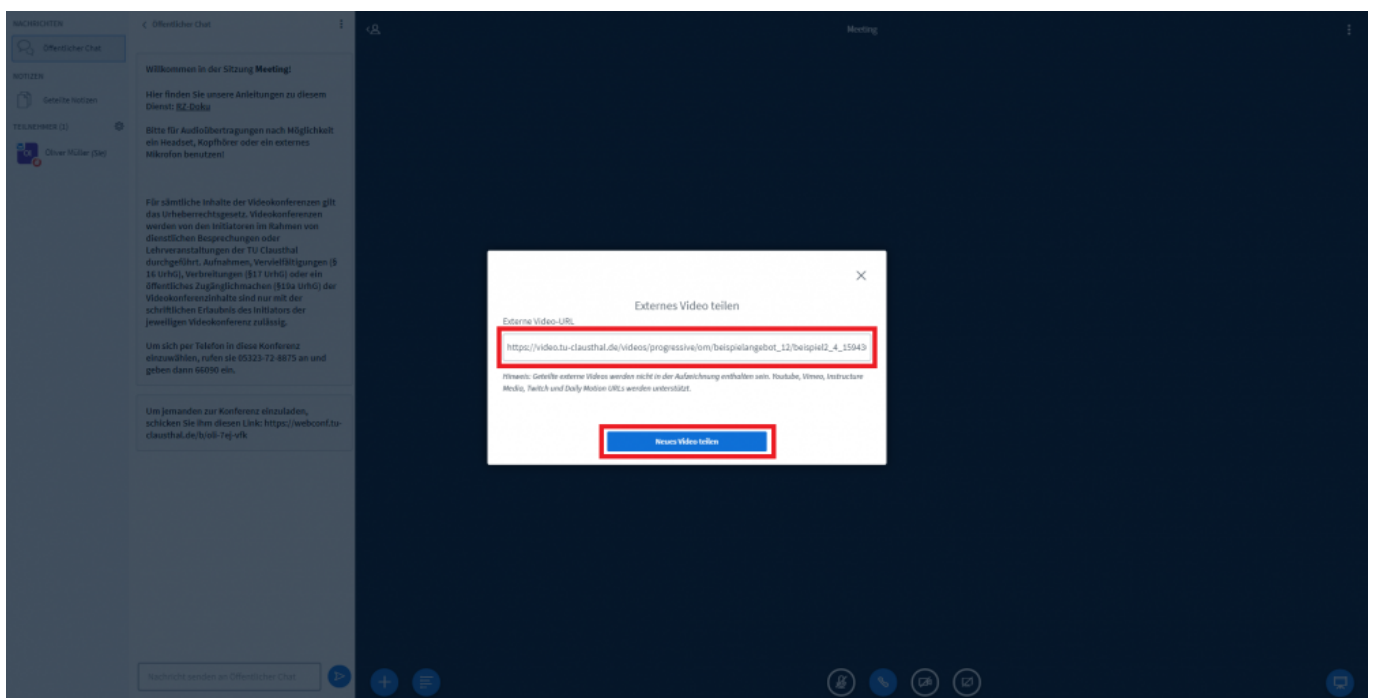 NACHRICHTEN
Öffentlicher Chat
NOTIZEN
Geteilte Notizen
TEILNEHMER (1)
Oliver Müller (Sie)
Öffentlicher Chat
Willkommen in der Sitzung Meeting!
Hier finden Sie unsere Anleitungen zu diesem
Dienst: RZ-Doku
Bitte für Audioübertragungen nach Möglichkeit
ein Headset, Kopfhörer oder ein externes
Mikrofon benutzen!
Für sämtliche Inhalte der Videokonferenzen gilt
das Urheberrechtsgesetz. Videokonferenzen
werden von den Initiatoren im Rahmen von
dienstlichen Besprechungen oder
Lehrveranstaltungen der TU Clausthal
durchgeführt. Aufnahmen, Vervielfältigungen (§
16 UrhG), Verbreitungen (§17 UrhG) oder ein
öffentliches Zugänglichmachen (§19a UrhG) der
Videokonferenzinhalte sind nur mit der
schriftlichen Erlaubnis des Initiators der
jeweiligen Videokonferenz zulässig.
Um sich per Telefon in diese Konferenz
einzuwählen, rufen sie 05323-72-8875 an und
geben dann 66090 ein.
Um jemanden zur Konferenz einzuladen,
schicken Sie ihm diesen Link: https://webconf.tu-
clausthal.de/b/oli-7ej-vfk
Nachricht senden an Öffentlicher Chat
Meeting
Externes Video teilen
Externe Video-URL
https://video.tu-clausthal.de/videos/progressive/om/beispielangebot_12/beispiel2_4_15943
Hinweis: Geteilte externe Videos werden nicht in der Aufzeichnung enthalten sein. Youtube, Vimeo, Instructure
Media, Twitch und Daily Motion URLs werden unterstützt.
Neues Video teilen